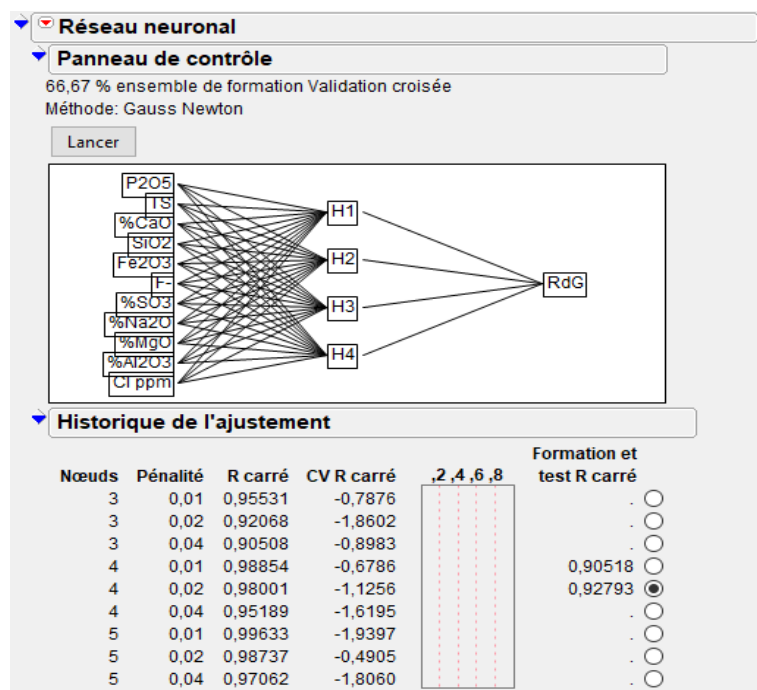 Réseau neuronal
Panneau de contrôle
66,67 % ensemble de formation Validation croisée
Méthode: Gauss Newton
Lancer
P2O5
TS
%CaO
SiO2
Fe2O3
F-
%SO3
%Na2O
%MgO
%Al2O3
Cl ppm
H1
H2
H3
H4
RdG
Historique de l'ajustement
Formation et
Nœuds Pénalité R carré CV R carré ,2 ,4 ,6 ,8 test R carré
3 0,01 0,95531 -0,7876 .
3 0,02 0,92068 -1,8602 .
3 0,04 0,90508 -0,8983 .
4 0,01 0,98854 -0,6786 0,90518
4 0,02 0,98001 -1,1256 0,92793
4 0,04 0,95189 -1,6195 .
5 0,01 0,99633 -1,9397 .
5 0,02 0,98737 -0,4905 .
5 0,04 0,97062 -1,8060 .